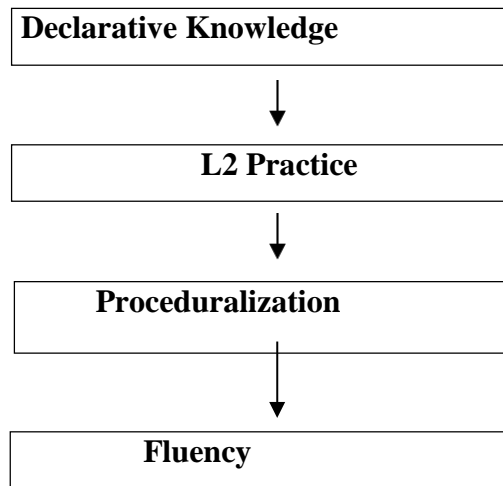 Declarative Knowledge
L2 Practice
Proceduralization
Fluency